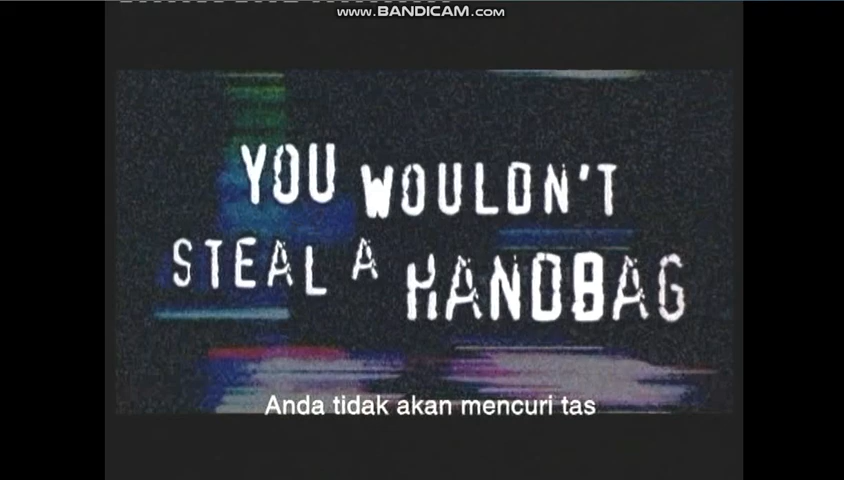 WWW.BANDICAM.COM
YOU WOULDN'T
STEAL A HANDBAG
Anda tidak akan mencuri tas